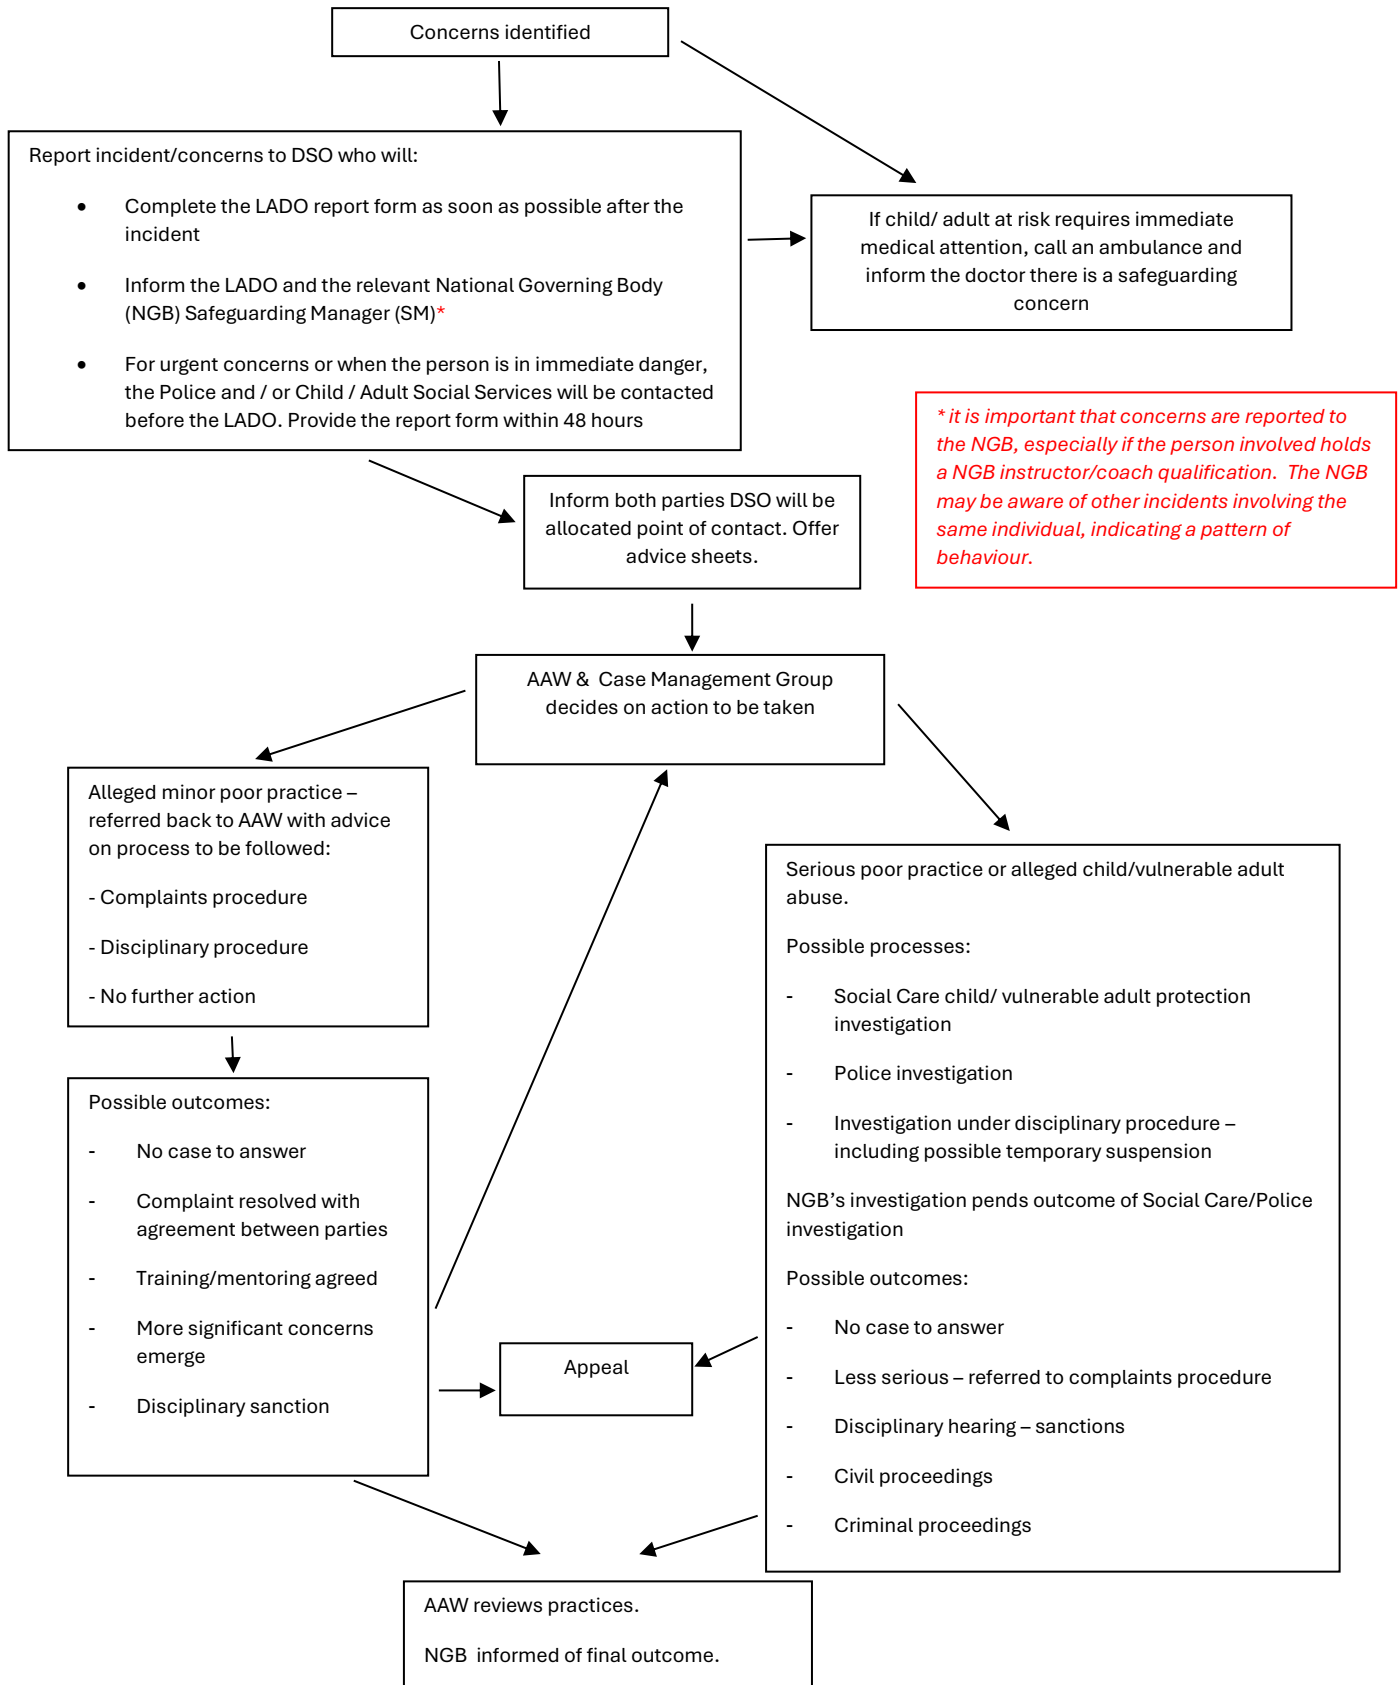 Concerns identified
Report incident/concerns to DSO who will:
• Complete the LADO report form as soon as possible after the
incident
• Inform the LADO and the relevant National Governing Body
(NGB) Safeguarding Manager (SM)*
• For urgent concerns or when the person is in immediate danger,
the Police and / or Child / Adult Social Services will be contacted
before the LADO. Provide the report form within 48 hours
If child/ adult at risk requires immediate
medical attention, call an ambulance and
inform the doctor there is a safeguarding
concern
* it is important that concerns are reported to
the NGB, especially if the person involved holds
a NGB instructor/coach qualification.  The NGB
may be aware of other incidents involving the
same individual, indicating a pattern of
behaviour.
Inform both parties DSO will be
allocated point of contact. Offer
advice sheets.
AAW &  Case Management Group
decides on action to be taken
Alleged minor poor practice –
referred back to AAW with advice
on process to be followed:
- Complaints procedure
- Disciplinary procedure
- No further action
Possible outcomes:
- No case to answer
- Complaint resolved with
agreement between parties
- Training/mentoring agreed
- More significant concerns
emerge
- Disciplinary sanction
Appeal
Serious poor practice or alleged child/vulnerable adult
abuse.
Possible processes:
- Social Care child/ vulnerable adult protection
investigation
- Police investigation
- Investigation under disciplinary procedure –
including possible temporary suspension
NGB’s investigation pends outcome of Social Care/Police
investigation
Possible outcomes:
- No case to answer
- Less serious – referred to complaints procedure
- Disciplinary hearing – sanctions
- Civil proceedings
- Criminal proceedings
AAW reviews practices.
NGB  informed of final outcome.